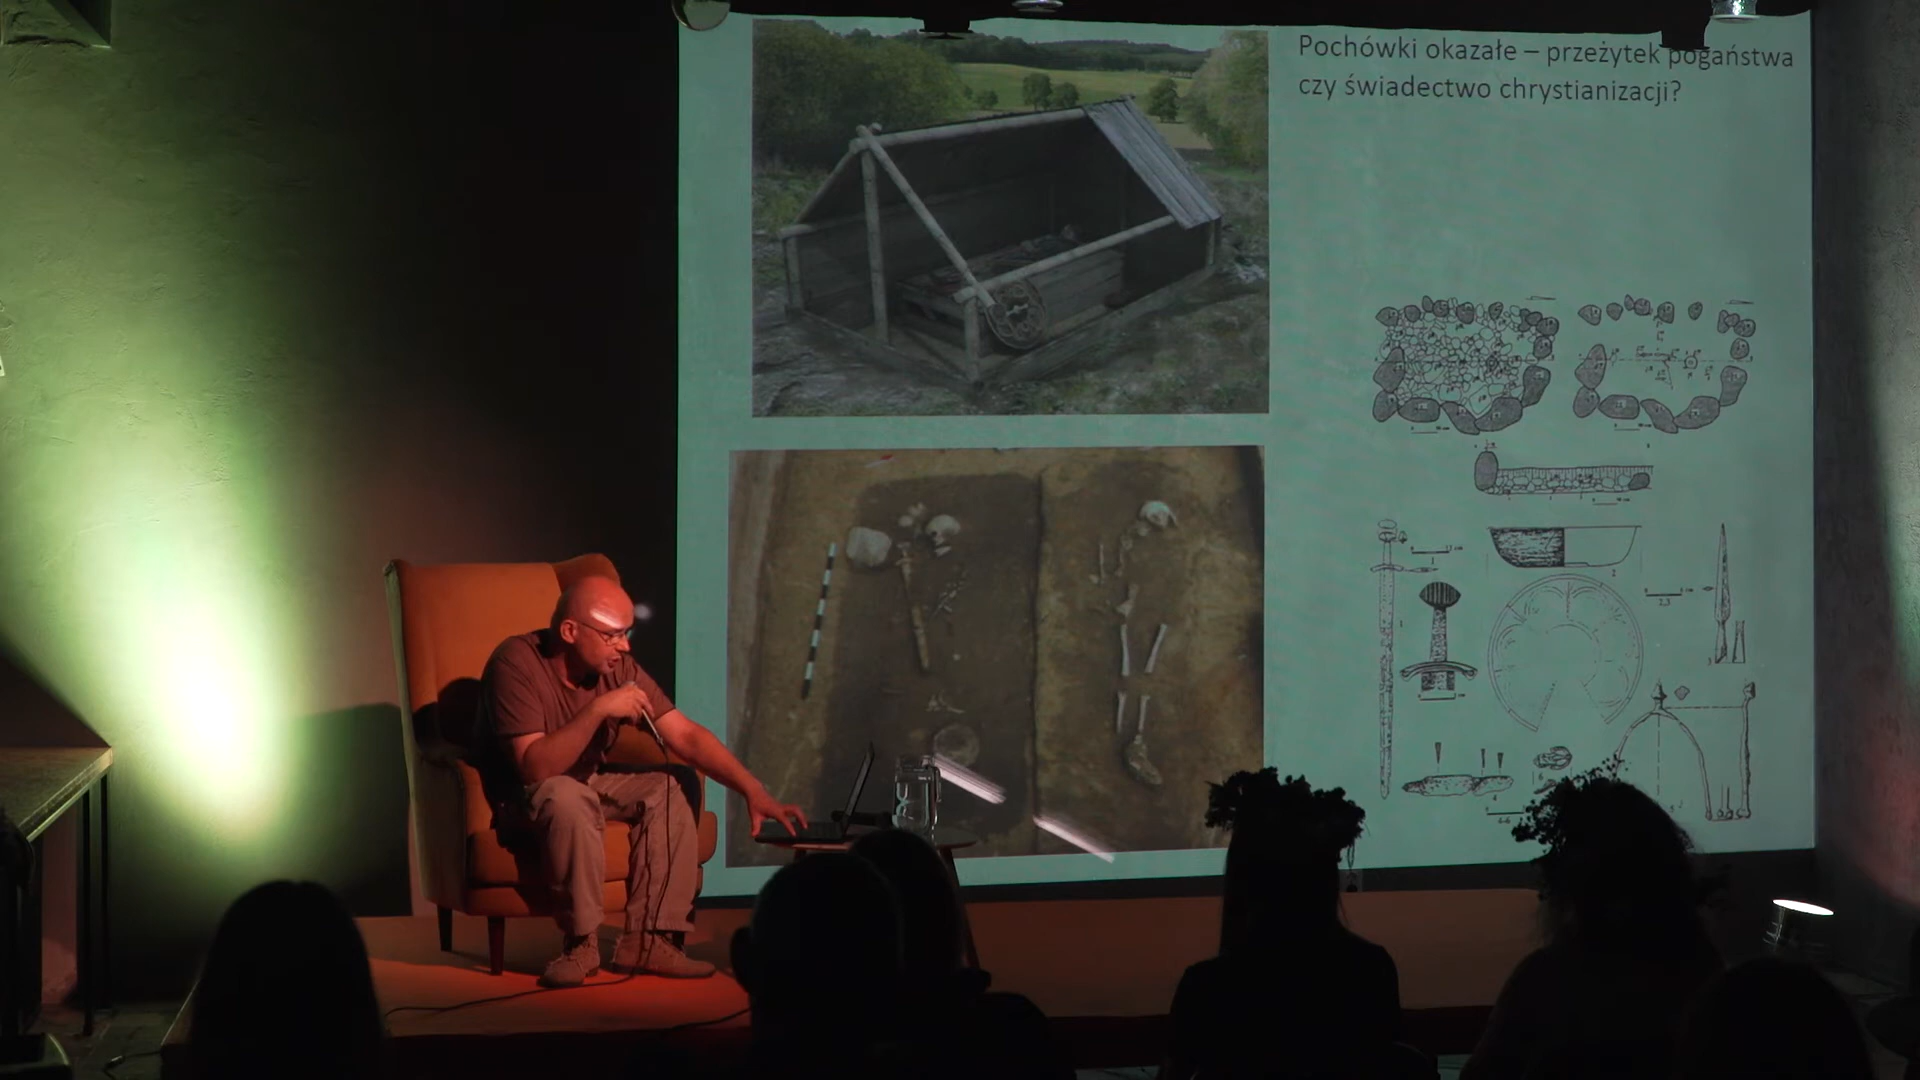 Pochówki okazałe – przeżytek pogaństwa
czy świadectwo chrystianizacji?